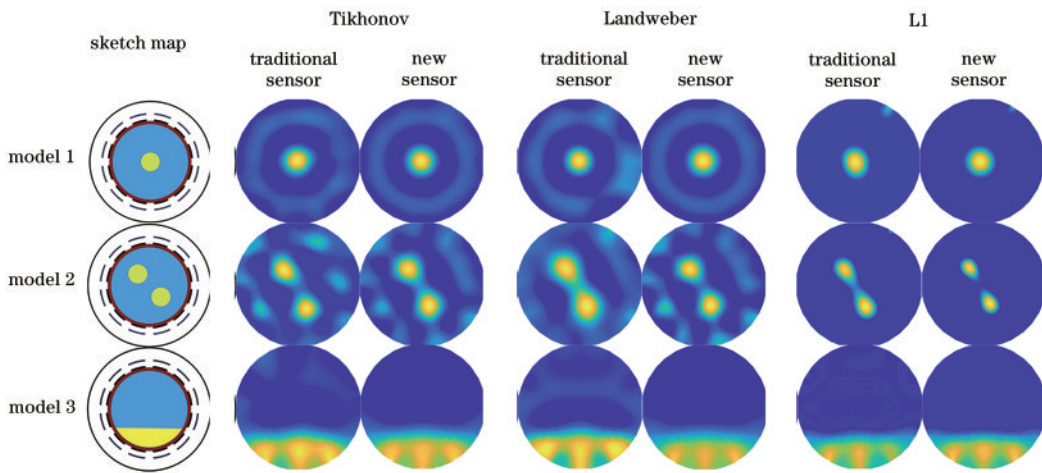 Tikhonov Landweber L1
sketch map
traditional new traditional new traditional new
sensor sensor sensor sensor sensor sensor
model 1
model 2
model 3